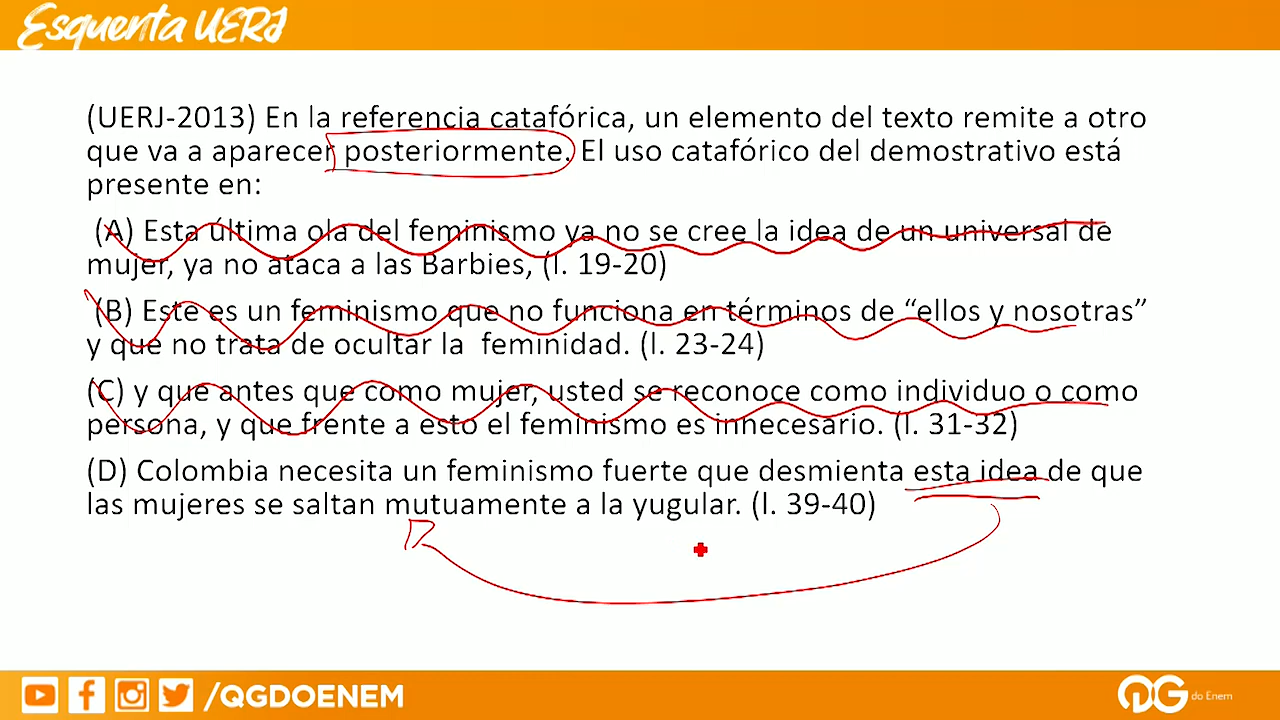 Esquenta UERJ
(UERJ-2013) En la referencia catafórica, un elemento del texto remite a otro
que va a aparecer posteriormente. El uso catafórico del demostrativo está
presente en:
(A) Esta última ola del feminismo ya no se cree la idea de un universal de
mujer, ya no ataca a las Barbies, (l. 19-20)
(B) Este es un feminismo que no funciona en términos de “ellos y nosotras”
y que no trata de ocultar la feminidad. (l. 23-24)
(C) y que antes que como mujer, usted se reconoce como individuo o como
persona, y que frente a esto el feminismo es innecesario. (l. 31-32)
(D) Colombia necesita un feminismo fuerte que desmienta esta idea de que
las mujeres se saltan mutuamente a la yugular. (l. 39-40)
/QGDOENEM
QG do Enem